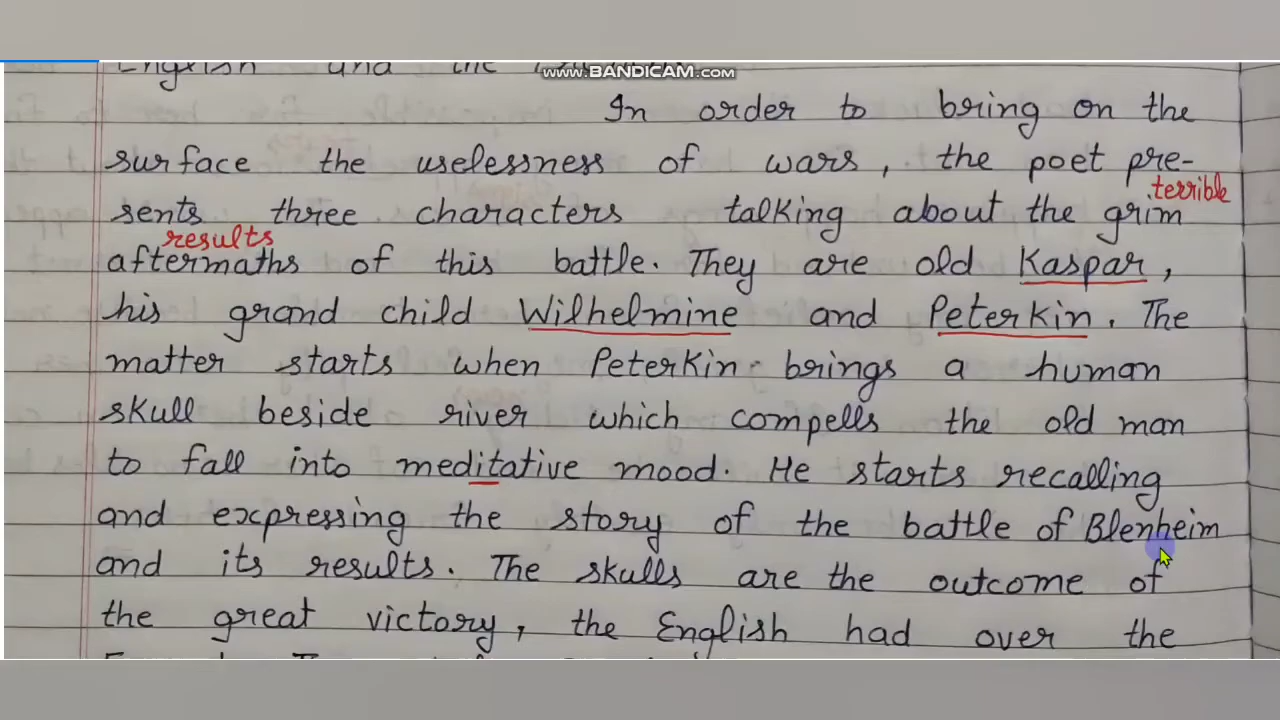 English and the
www.BANDICAM.com
In order to bring on the
surface the uselessness of wars, the poet pre-
terrible
sents three characters talking about the grim
results
aftermaths of this battle. They are old Kaspar,
his grand child Wilhelmine and Peterkin. The
matter starts when Peterkin brings a human
skull beside river which compells the old man
to fall into meditative mood. He starts recalling
and expressing the story of the battle of Blenheim
and its results. The skulls are the outcome of
the great victory, the English had over the